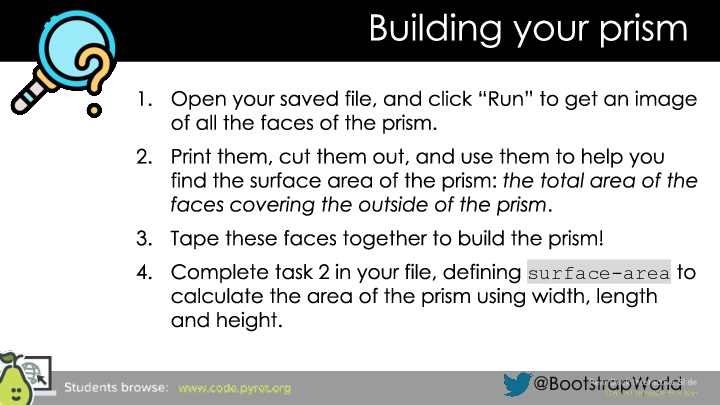 Building your prism
1. Open your saved file, and click “Run” to get an image
of all the faces of the prism.
2. Print them, cut them out, and use them to help you
find the surface area of the prism: the total area of the
faces covering the outside of the prism.
3. Tape these faces together to build the prism!
4. Complete task 2 in your file, defining surface-area to
calculate the area of the prism using width, length
and height.
Students browse: www.code.pyret.org
@BootstrapWorld